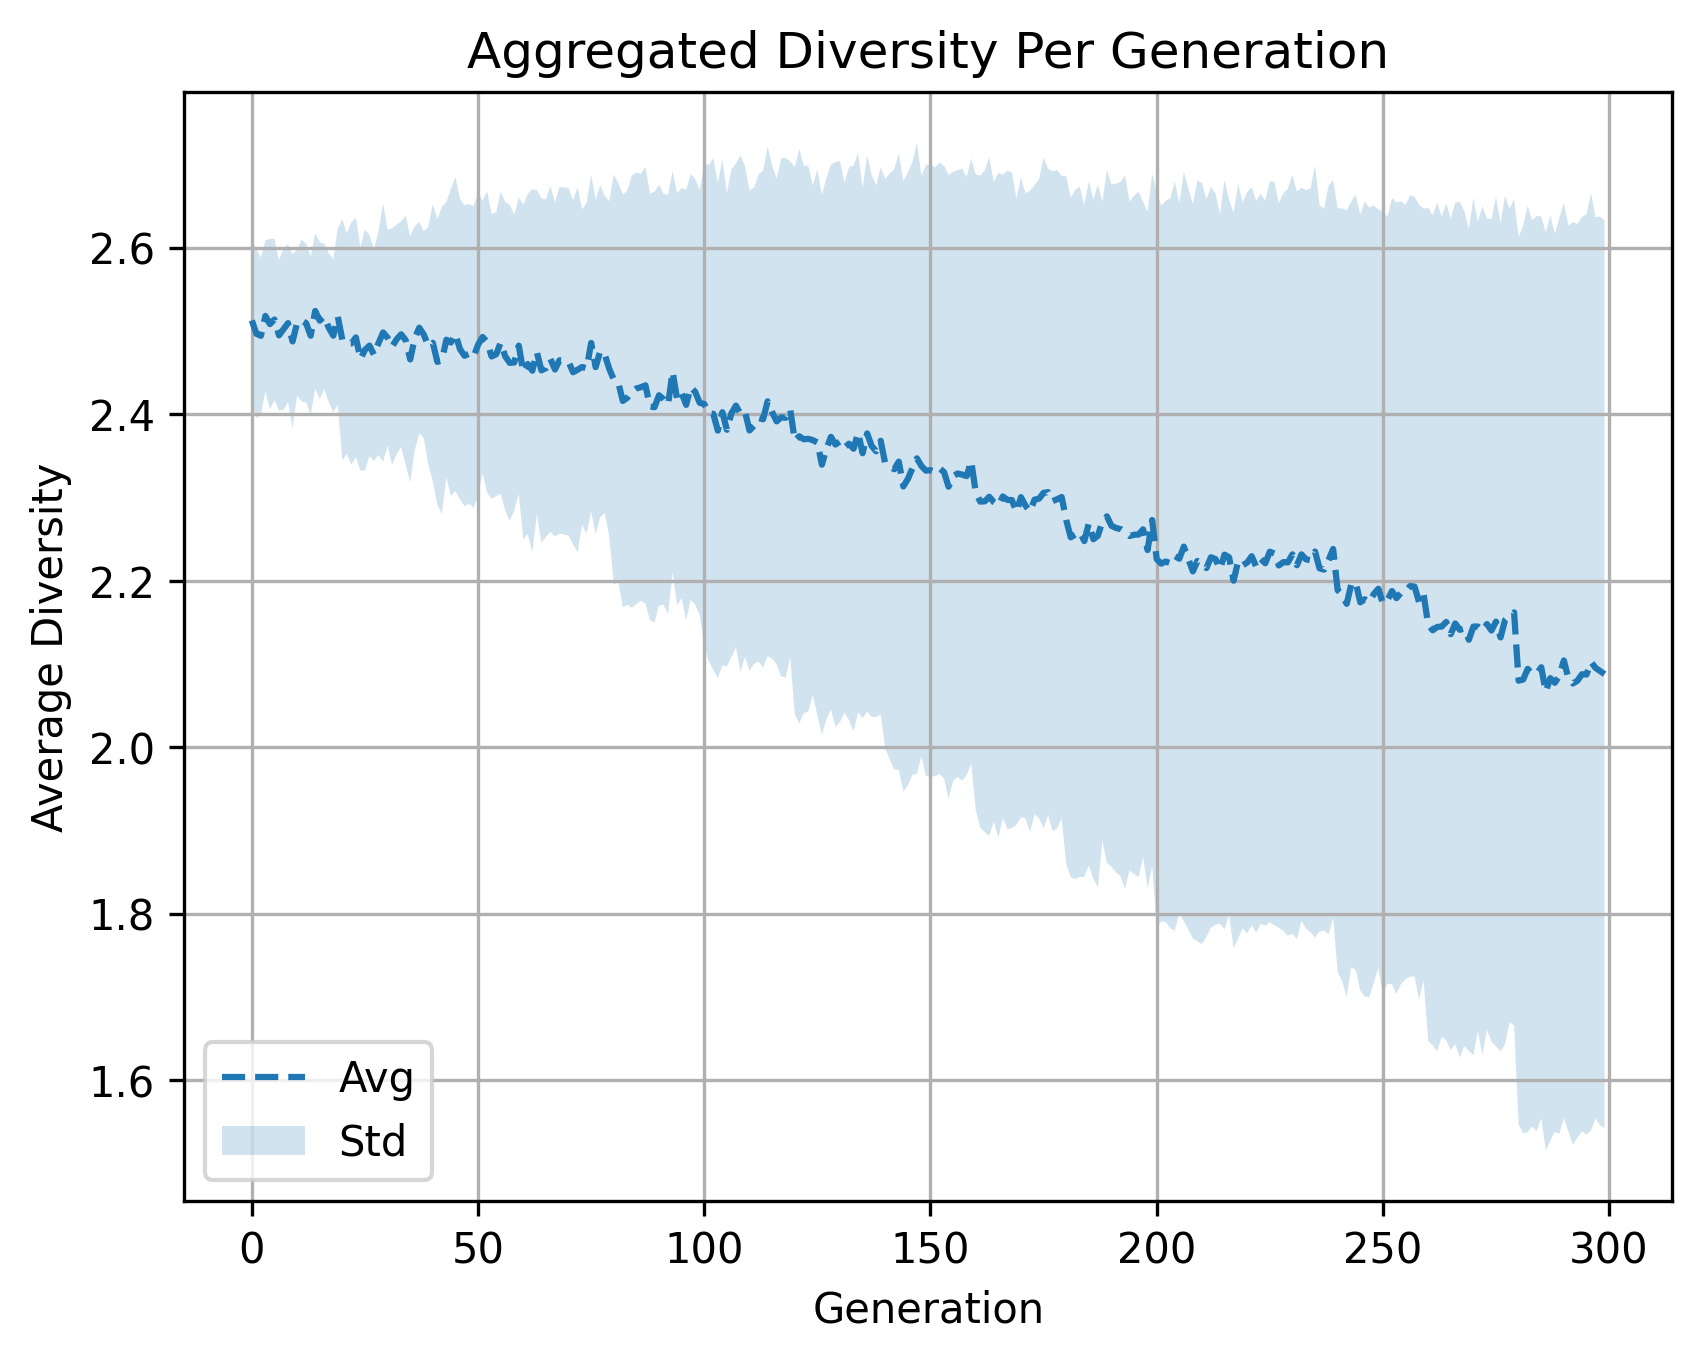 Aggregated Diversity Per Generation
Average Diversity
2.6
2.4
2.2
2.0
1.8
1.6
Avg
Std
0 50 100 150 200 250 300
Generation